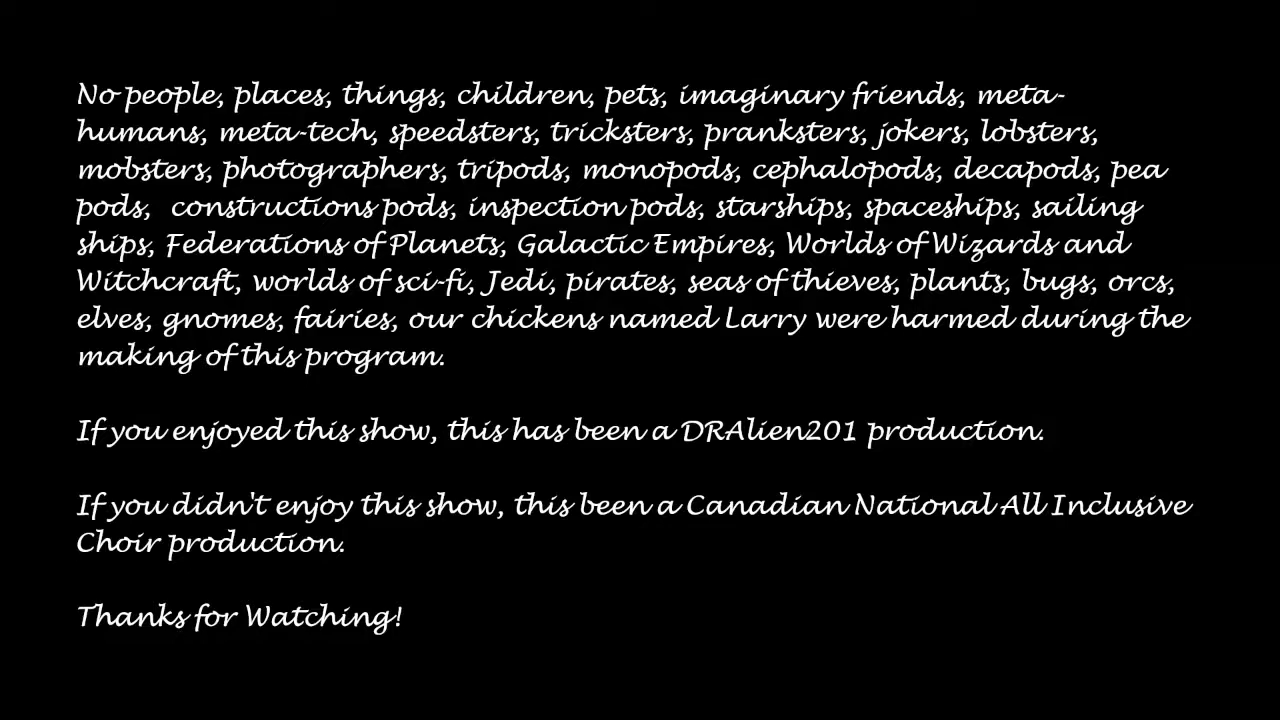 No people, places, things, children, pets, imaginary friends, meta-
humans, meta-tech, speedsters, tricksters, pranksters, jokers, lobsters,
mobsters, photographers, tripods, monopods, cephalopods, decapods, pea
pods,  constructions pods, inspection pods, starships, spaceships, sailing
ships, Federations of Planets, Galactic Empires, Worlds of Wizards and
Witchcraft, worlds of sci-fi, Jedi, pirates, seas of thieves, plants, bugs, orcs,
elves, gnomes, fairies, our chickens named Larry were harmed during the
making of this program.

If you enjoyed this show, this has been a DRAlien201 production.

If you didn't enjoy this show, this been a Canadian National All Inclusive
Choir production.

Thanks for Watching!